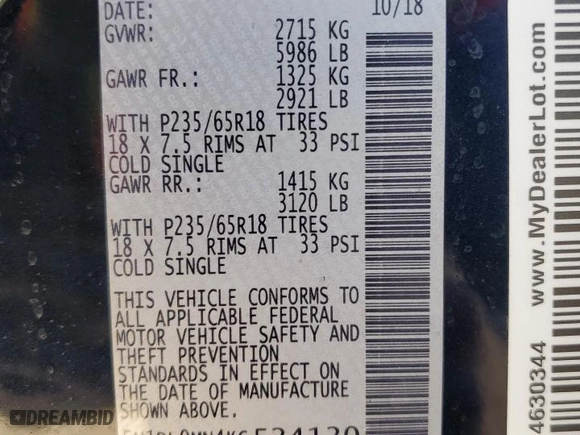 DATE: 10/18
GVWR: 2715 KG
5986 LB
GAWR FR.: 1325 KG
2921 LB
WITH P235/65R18 TIRES
18 X 7.5 RIMS AT 33 PSI
COLD SINGLE
GAWR RR.: 1415 KG
3120 LB
WITH P235/65R18 TIRES
18 X 7.5 RIMS AT 33 PSI
COLD SINGLE
THIS VEHICLE CONFORMS TO
ALL APPLICABLE FEDERAL
MOTOR VEHICLE SAFETY AND
THEFT PREVENTION
STANDARDS IN EFFECT ON
THE DATE OF MANUFACTURE
SHOWN ABOVE.
www.MyDealerLot.com
4630344
DREAMBID